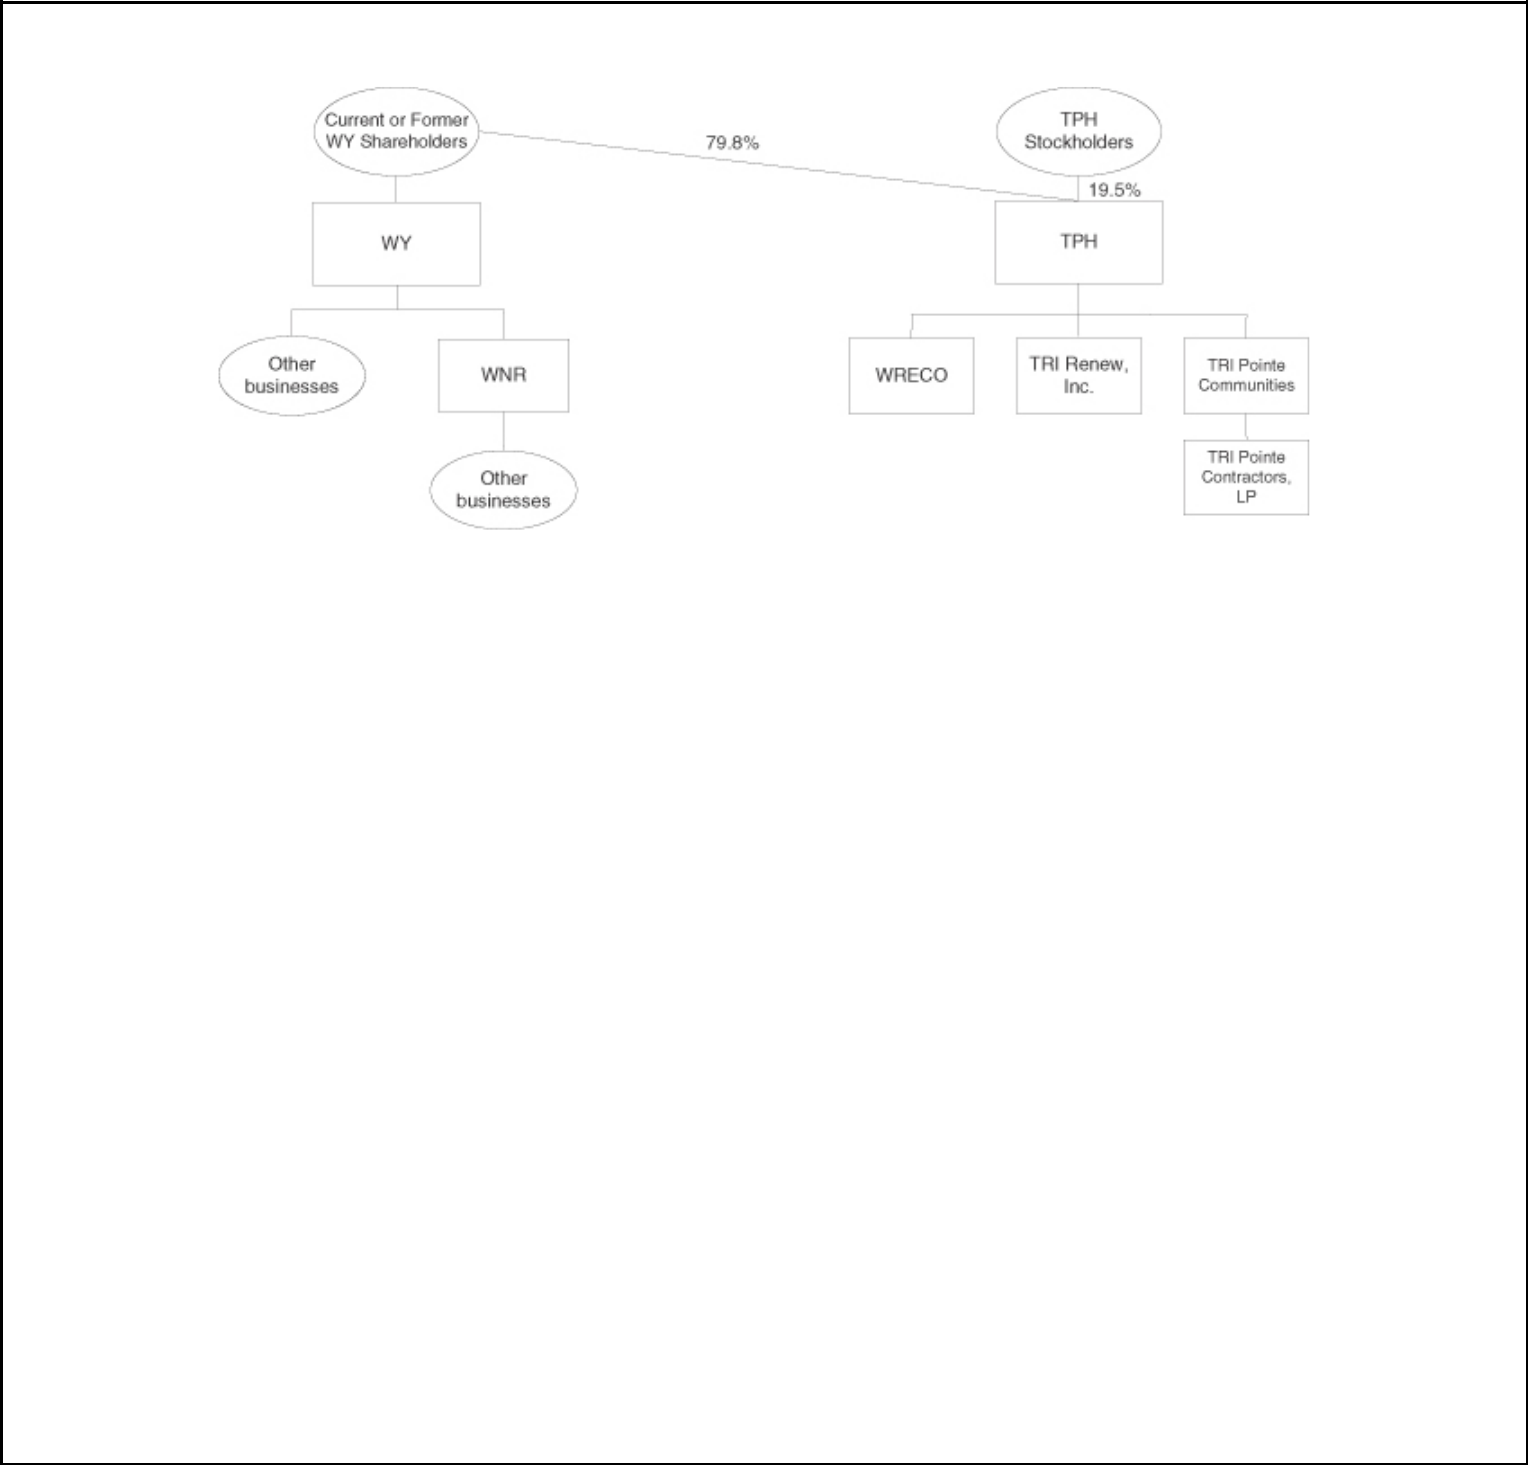 Current or Former
WY Shareholders
79.8%
TPH
Stockholders
19.5%
WY
TPH
Other
businesses
WNR
WRECO
TRI Renew,
Inc.
TRI Pointe
Communities
Other
businesses
TRI Pointe
Contractors,
LP